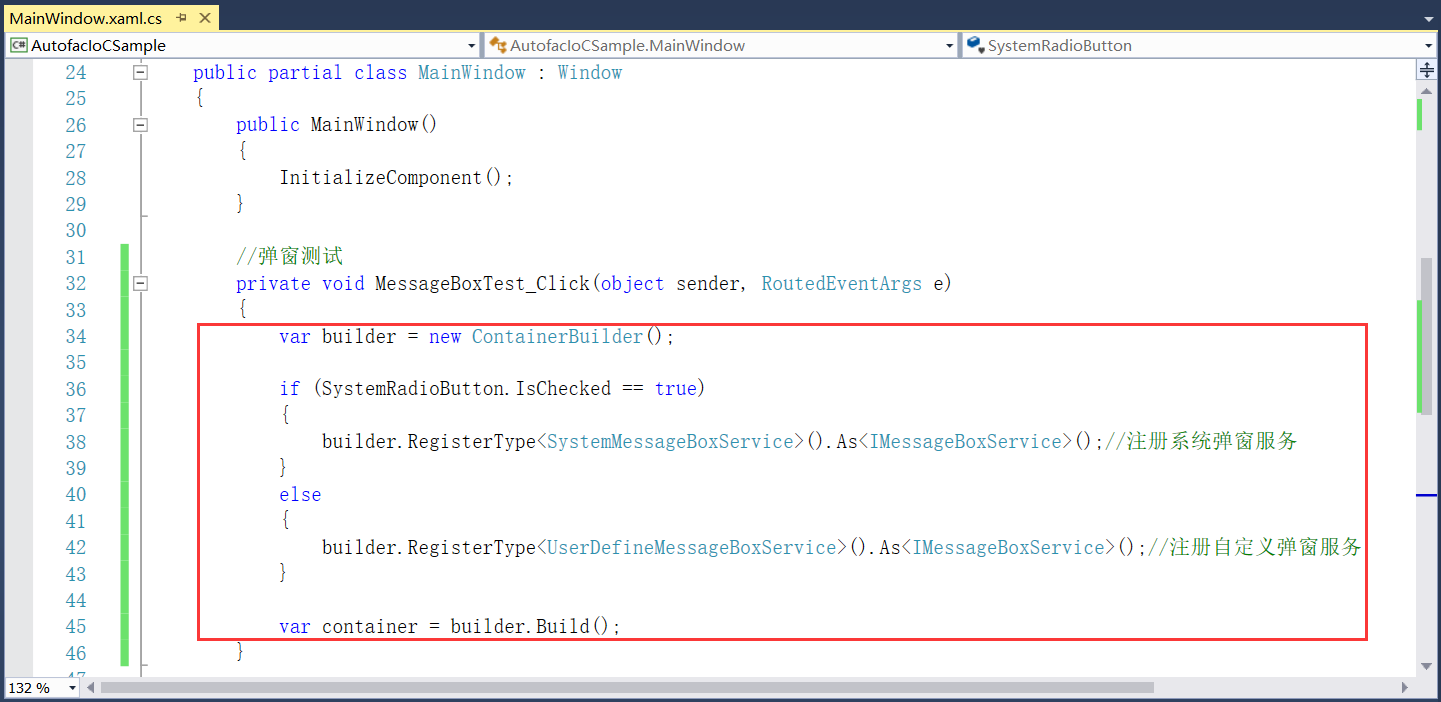 MainWindow.xaml.cs
C# AutofacIoCSample AutofacIoCSample.MainWindow SystemRadioButton
24 public partial class MainWindow : Window
25 {
26 public MainWindow()
27 {
28 InitializeComponent();
29 }
30
31 //弹窗测试
32 private void MessageBoxTest_Click(object sender, RoutedEventArgs e)
33 {
34 var builder = new ContainerBuilder();
35
36 if (SystemRadioButton.IsChecked == true)
37 {
38 builder.RegisterType<SystemMessageBoxService>().As<IMessageBoxService>();//注册系统弹窗服务
39 }
40 else
41 {
42 builder.RegisterType<UserDefineMessageBoxService>().As<IMessageBoxService>();//注册自定义弹窗服务
43 }
44
45 var container = builder.Build();
46 }
47
132 %